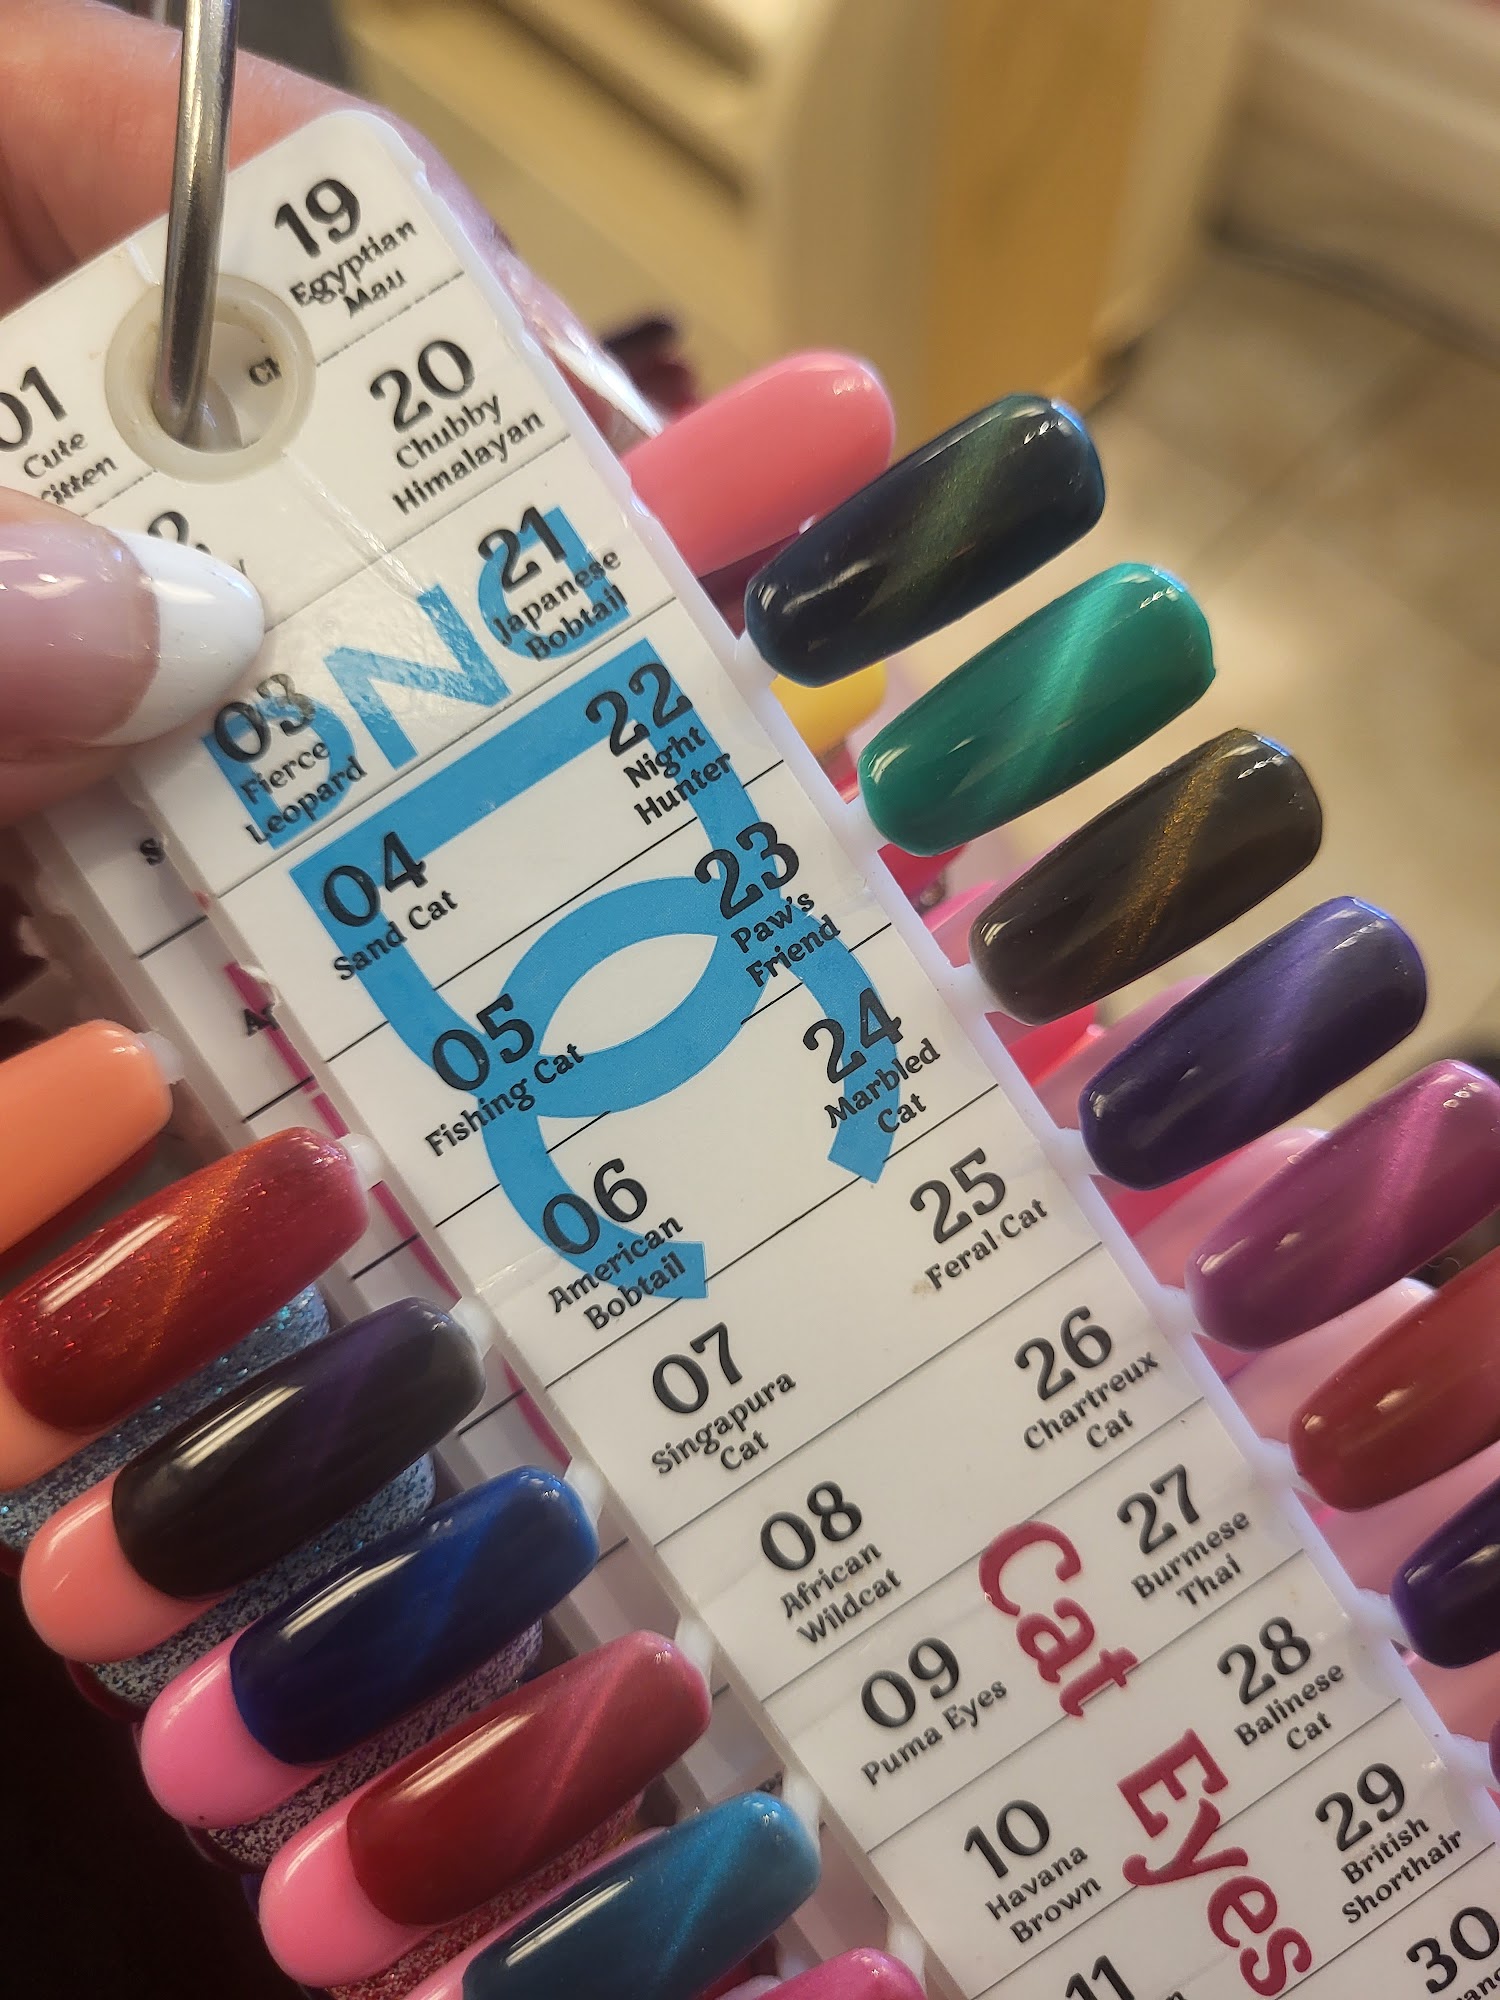 19
Egyptian
Mau
20
Chubby
Himalayan
21
Japanese
Bobtail
22
Night
Hunter
23
Paw's
Friend
24
Marbled
Cat
25
Feral Cat
26
Chartreux
Cat
27
Burmese
Thai
28
Balinese
Cat
29
British
Shorthair
30
01
Cute
03
Fierce
Leopard
04
Sand Cat
05
Fishing Cat
06
American
Bobtail
07
Singapura
Cat
08
African
Wildcat
09
Puma Eyes
10
Havana
Brown
11
DND
Cat Eyes